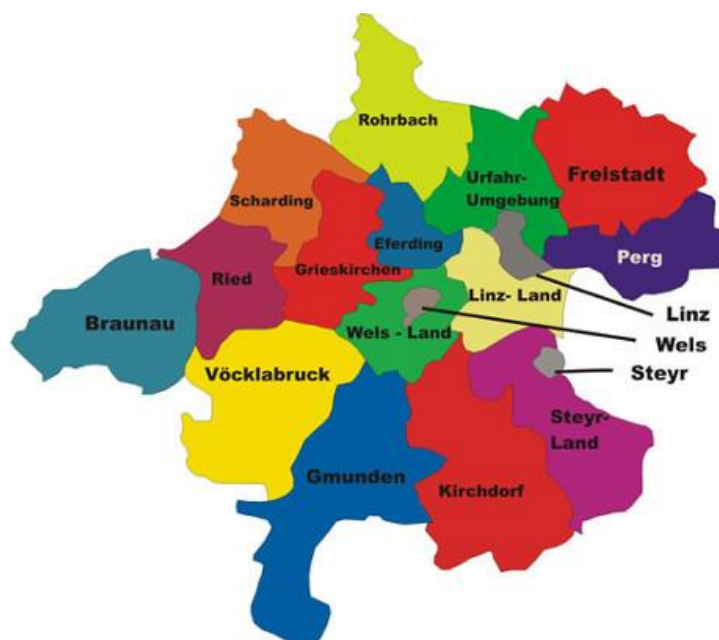 Rohrbach
Freistadt
Urfahr-
Umgebung
Scharding
Eferding
Perg
Ried
Grieskirchen
Linz- Land
Linz
Braunau
Wels - Land
Wels
Vöcklabruck
Steyr
Steyr-
Land
Gmunden
Kirchdorf